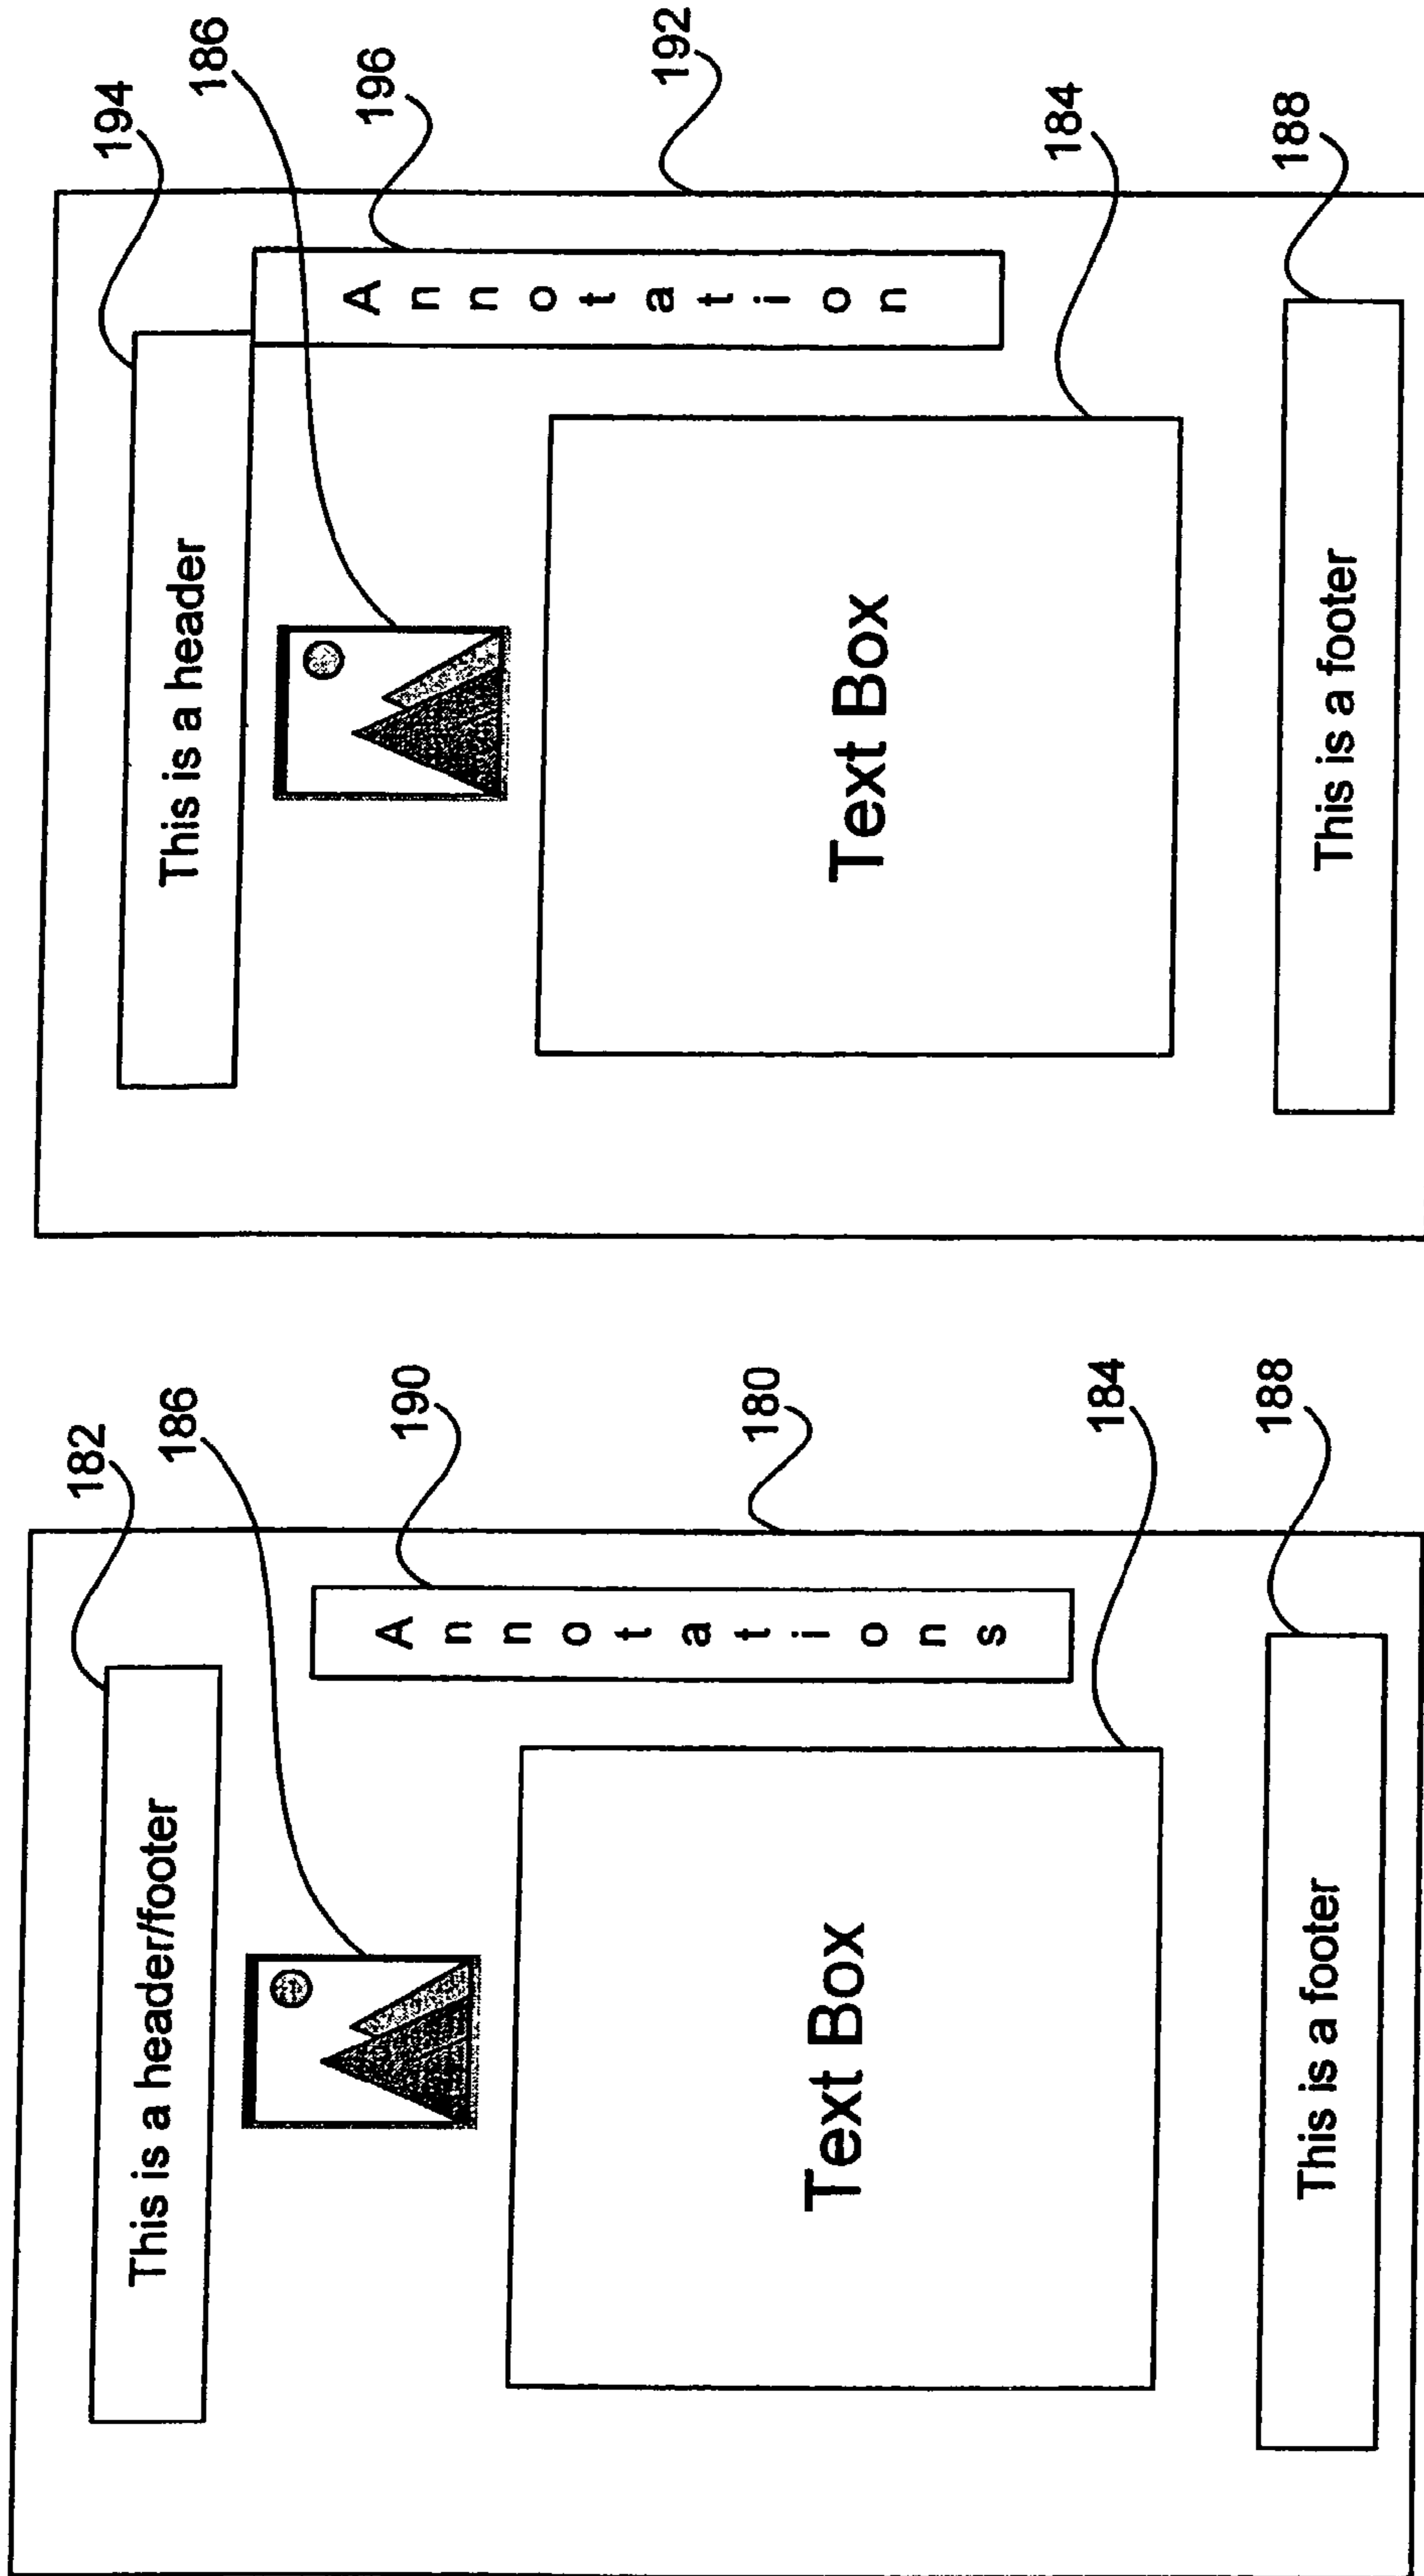 This is a header/footer
182
186
Annotations
190
180
Text Box
184
This is a footer
188
This is a header
194
186
Annotation
196
192
Text Box
184
This is a footer
188